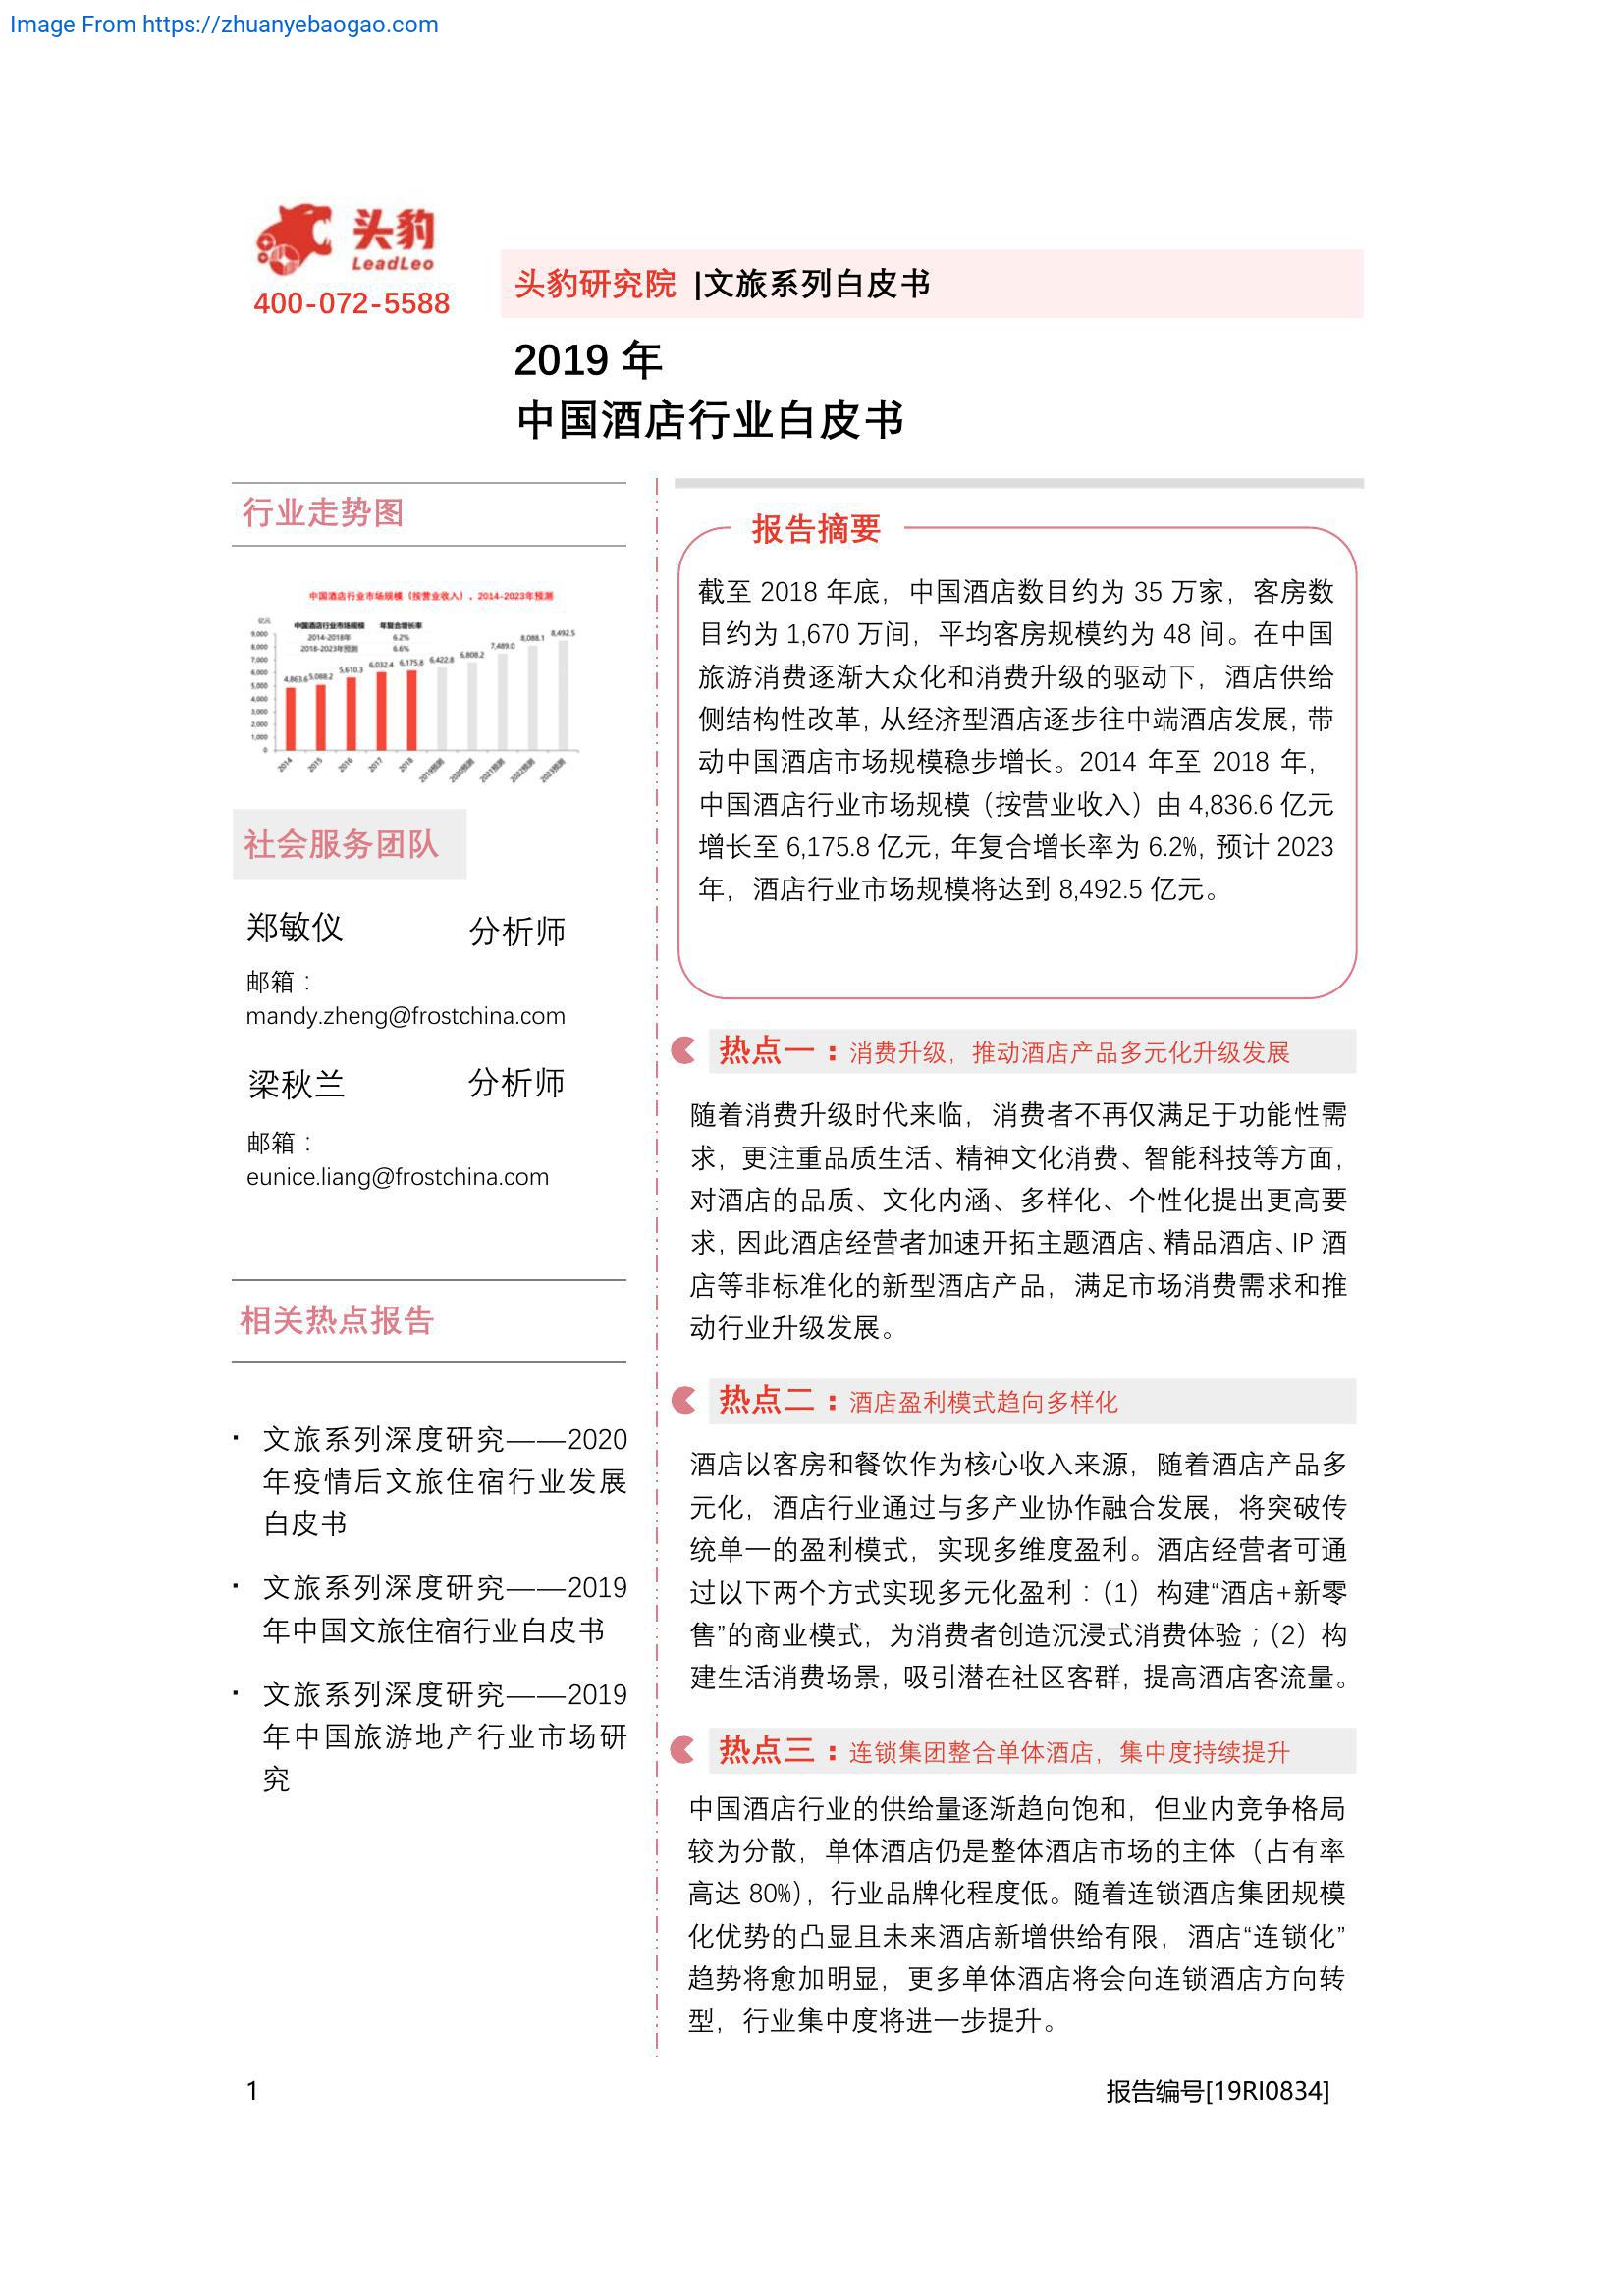 Image From https://zhuanyebaogao.com
头豹
LeadLeo
400-072-5588
头豹研究院 |文旅系列白皮书
2019 年
中国酒店行业白皮书
行业走势图
中国酒店行业市场规模（按营业收入），2014-2023年预测
亿元
中国酒店行业市场规模 年复合增长率
2014-2018年 6.2%
2018-2023年预测 6.6%
9,000
8,000
7,000
6,000
5,000
4,000
3,000
2,000
1,000
0
4,863.6 5,088.2 5,610.3 6,032.4 6,175.8 6,422.8 6,808.2 7,489.0 8,088.1 8,492.5
2014 2015 2016 2017 2018 2019预测 2020预测 2021预测 2022预测 2023预测
社会服务团队
郑敏仪 分析师
邮箱：
mandy.zheng@frostchina.com
梁秋兰 分析师
邮箱：
eunice.liang@frostchina.com
相关热点报告
· 文旅系列深度研究——2020
年疫情后文旅住宿行业发展
白皮书
· 文旅系列深度研究——2019
年中国文旅住宿行业白皮书
· 文旅系列深度研究——2019
年中国旅游地产行业市场研
究
报告摘要
截至 2018 年底，中国酒店数目约为 35 万家，客房数
目约为 1,670 万间，平均客房规模约为 48 间。在中国
旅游消费逐渐大众化和消费升级的驱动下，酒店供给
侧结构性改革，从经济型酒店逐步往中端酒店发展，带
动中国酒店市场规模稳步增长。2014 年至 2018 年，
中国酒店行业市场规模（按营业收入）由 4,836.6 亿元
增长至 6,175.8 亿元，年复合增长率为 6.2%，预计 2023
年，酒店行业市场规模将达到 8,492.5 亿元。
热点一：消费升级，推动酒店产品多元化升级发展
随着消费升级时代来临，消费者不再仅满足于功能性需
求，更注重品质生活、精神文化消费、智能科技等方面，
对酒店的品质、文化内涵、多样化、个性化提出更高要
求，因此酒店经营者加速开拓主题酒店、精品酒店、IP 酒
店等非标准化的新型酒店产品，满足市场消费需求和推
动行业升级发展。
热点二：酒店盈利模式趋向多样化
酒店以客房和餐饮作为核心收入来源，随着酒店产品多
元化，酒店行业通过与多产业协作融合发展，将突破传
统单一的盈利模式，实现多维度盈利。酒店经营者可通
过以下两个方式实现多元化盈利：（1）构建“酒店+新零
售”的商业模式，为消费者创造沉浸式消费体验；（2）构
建生活消费场景，吸引潜在社区客群，提高酒店客流量。
热点三：连锁集团整合单体酒店，集中度持续提升
中国酒店行业的供给量逐渐趋向饱和，但业内竞争格局
较为分散，单体酒店仍是整体酒店市场的主体（占有率
高达 80%），行业品牌化程度低。随着连锁酒店集团规模
化优势的凸显且未来酒店新增供给有限，酒店“连锁化”
趋势将愈加明显，更多单体酒店将会向连锁酒店方向转
型，行业集中度将进一步提升。
1
报告编号[19RI0834]